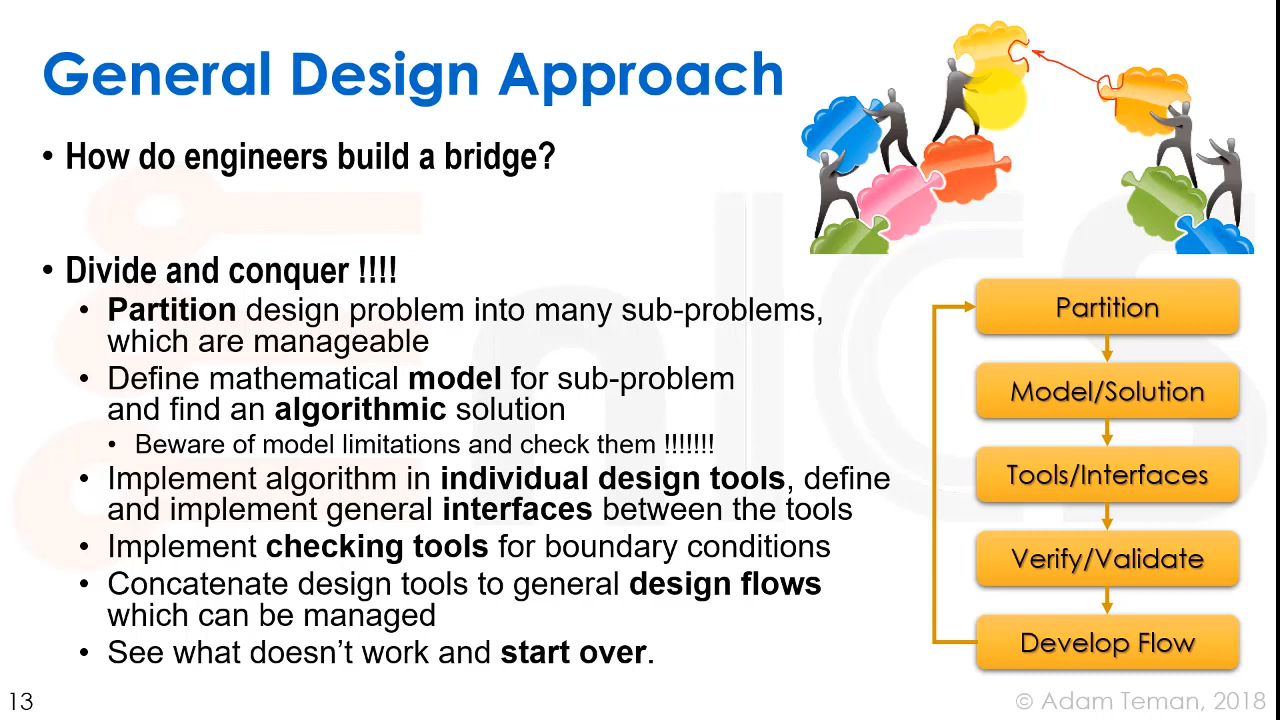 General Design Approach
• How do engineers build a bridge?
• Divide and conquer !!!!
• Partition design problem into many sub-problems,
which are manageable
• Define mathematical model for sub-problem
and find an algorithmic solution
• Beware of model limitations and check them !!!!!!!
• Implement algorithm in individual design tools, define
and implement general interfaces between the tools
• Implement checking tools for boundary conditions
• Concatenate design tools to general design flows
which can be managed
• See what doesn't work and start over.
Partition
Model/Solution
Tools/Interfaces
Verify/Validate
Develop Flow
13
© Adam Teman, 2018